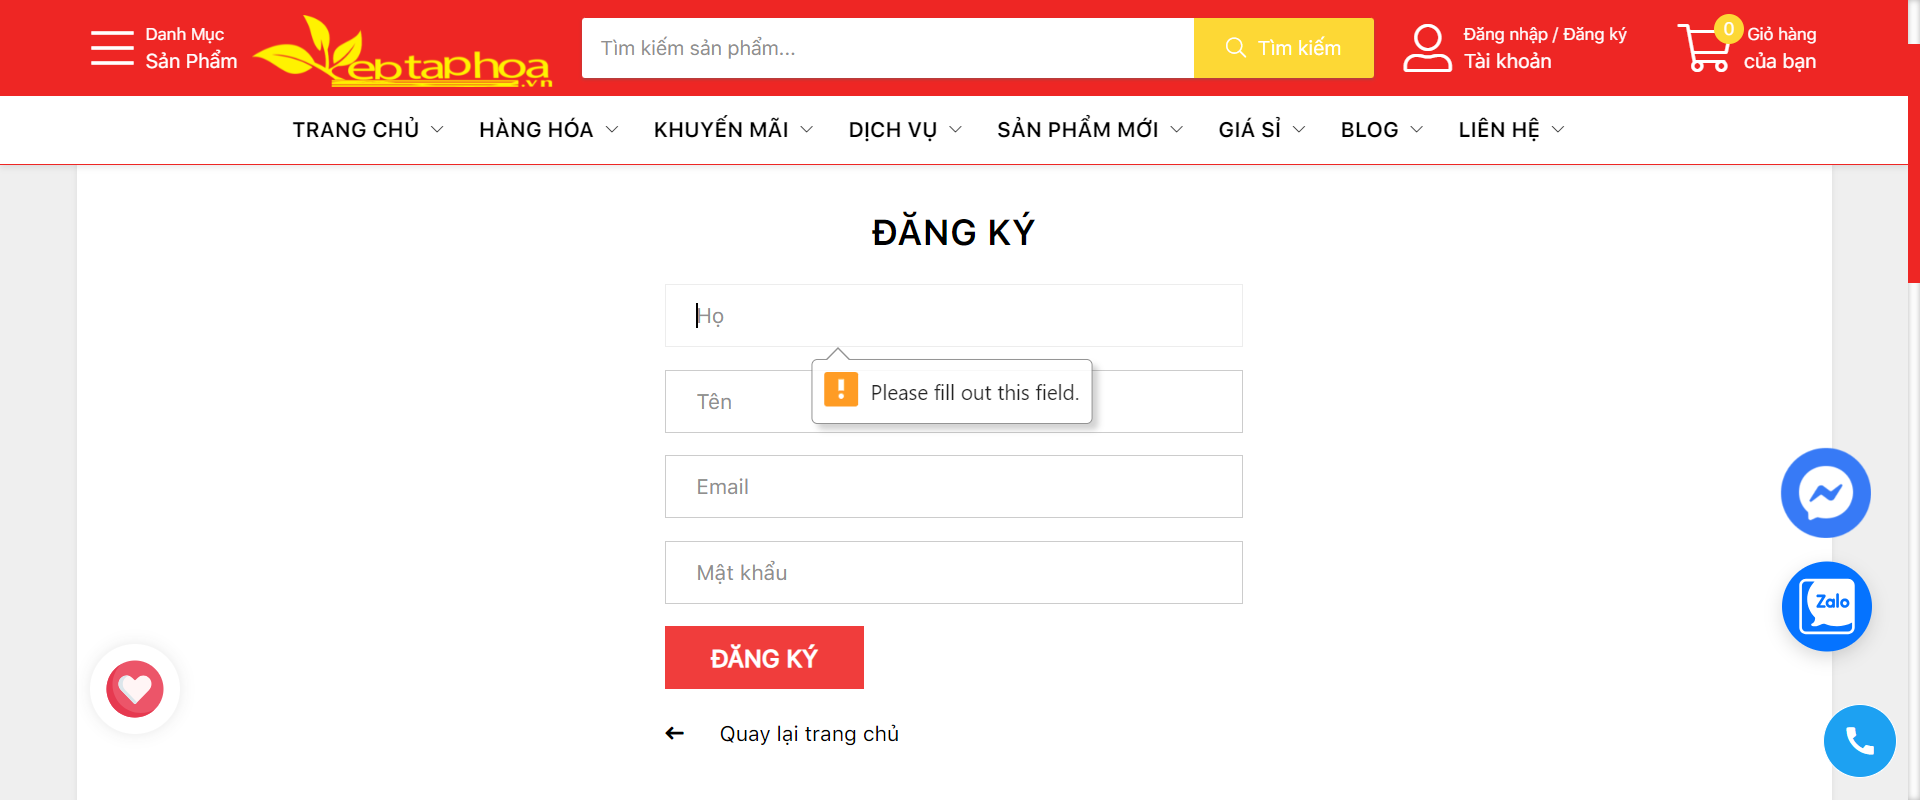 Danh Mục
Sản Phẩm
eptaphoa
.vn
Tìm kiếm sản phẩm...
Tìm kiếm
Đăng nhập / Đăng ký
Tài khoản
0
Giỏ hàng
của bạn
TRANG CHỦ
HÀNG HÓA
KHUYẾN MÃI
DỊCH VỤ
SẢN PHẨM MỚI
GIÁ SỈ
BLOG
LIÊN HỆ
ĐĂNG KÝ
Họ
Please fill out this field.
Tên
Email
Mật khẩu
Zalo
ĐĂNG KÝ
Quay lại trang chủ